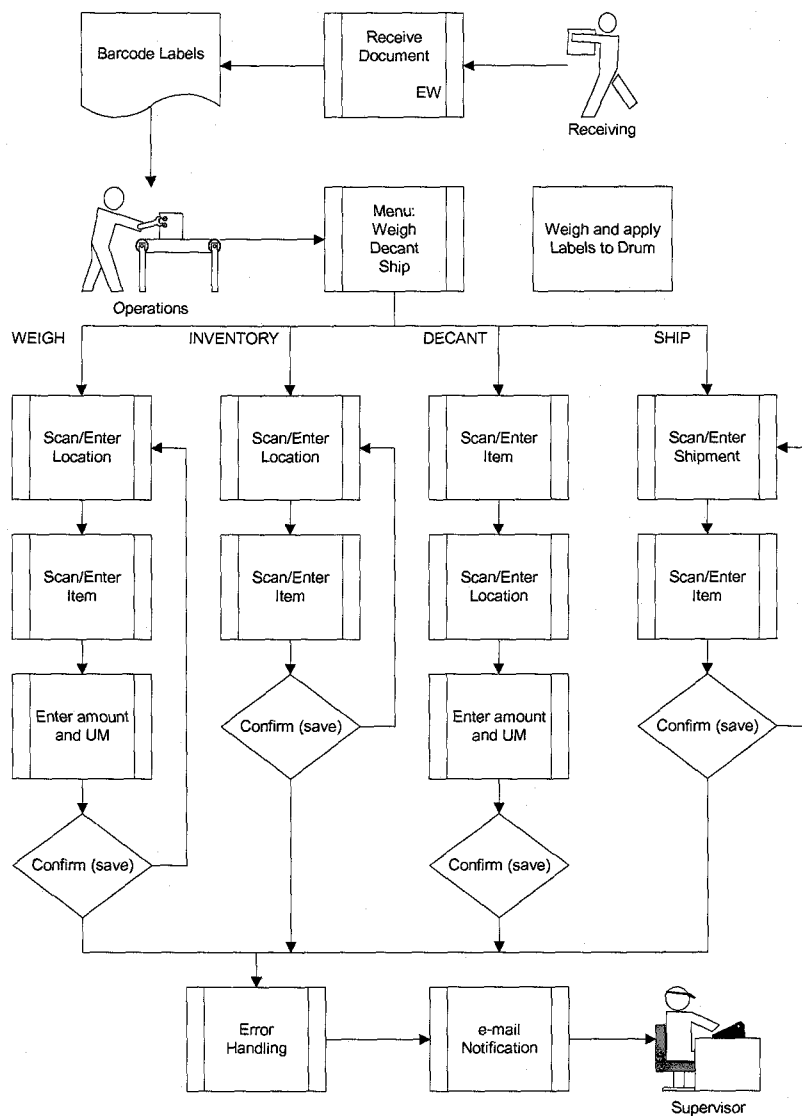 Barcode Labels
Receive
Document
EW
Receiving
Operations
Menu:
Weigh
Decant
Ship
Weigh and apply
Labels to Drum
WEIGH
INVENTORY
DECANT
SHIP
Scan/Enter
Location
Scan/Enter
Location
Scan/Enter
Item
Scan/Enter
Shipment
Scan/Enter
Item
Scan/Enter
Item
Scan/Enter
Location
Scan/Enter
Item
Enter amount
and UM
Confirm (save)
Enter amount
and UM
Confirm (save)
Confirm (save)
Confirm (save)
Error
Handling
e-mail
Notification
Supervisor